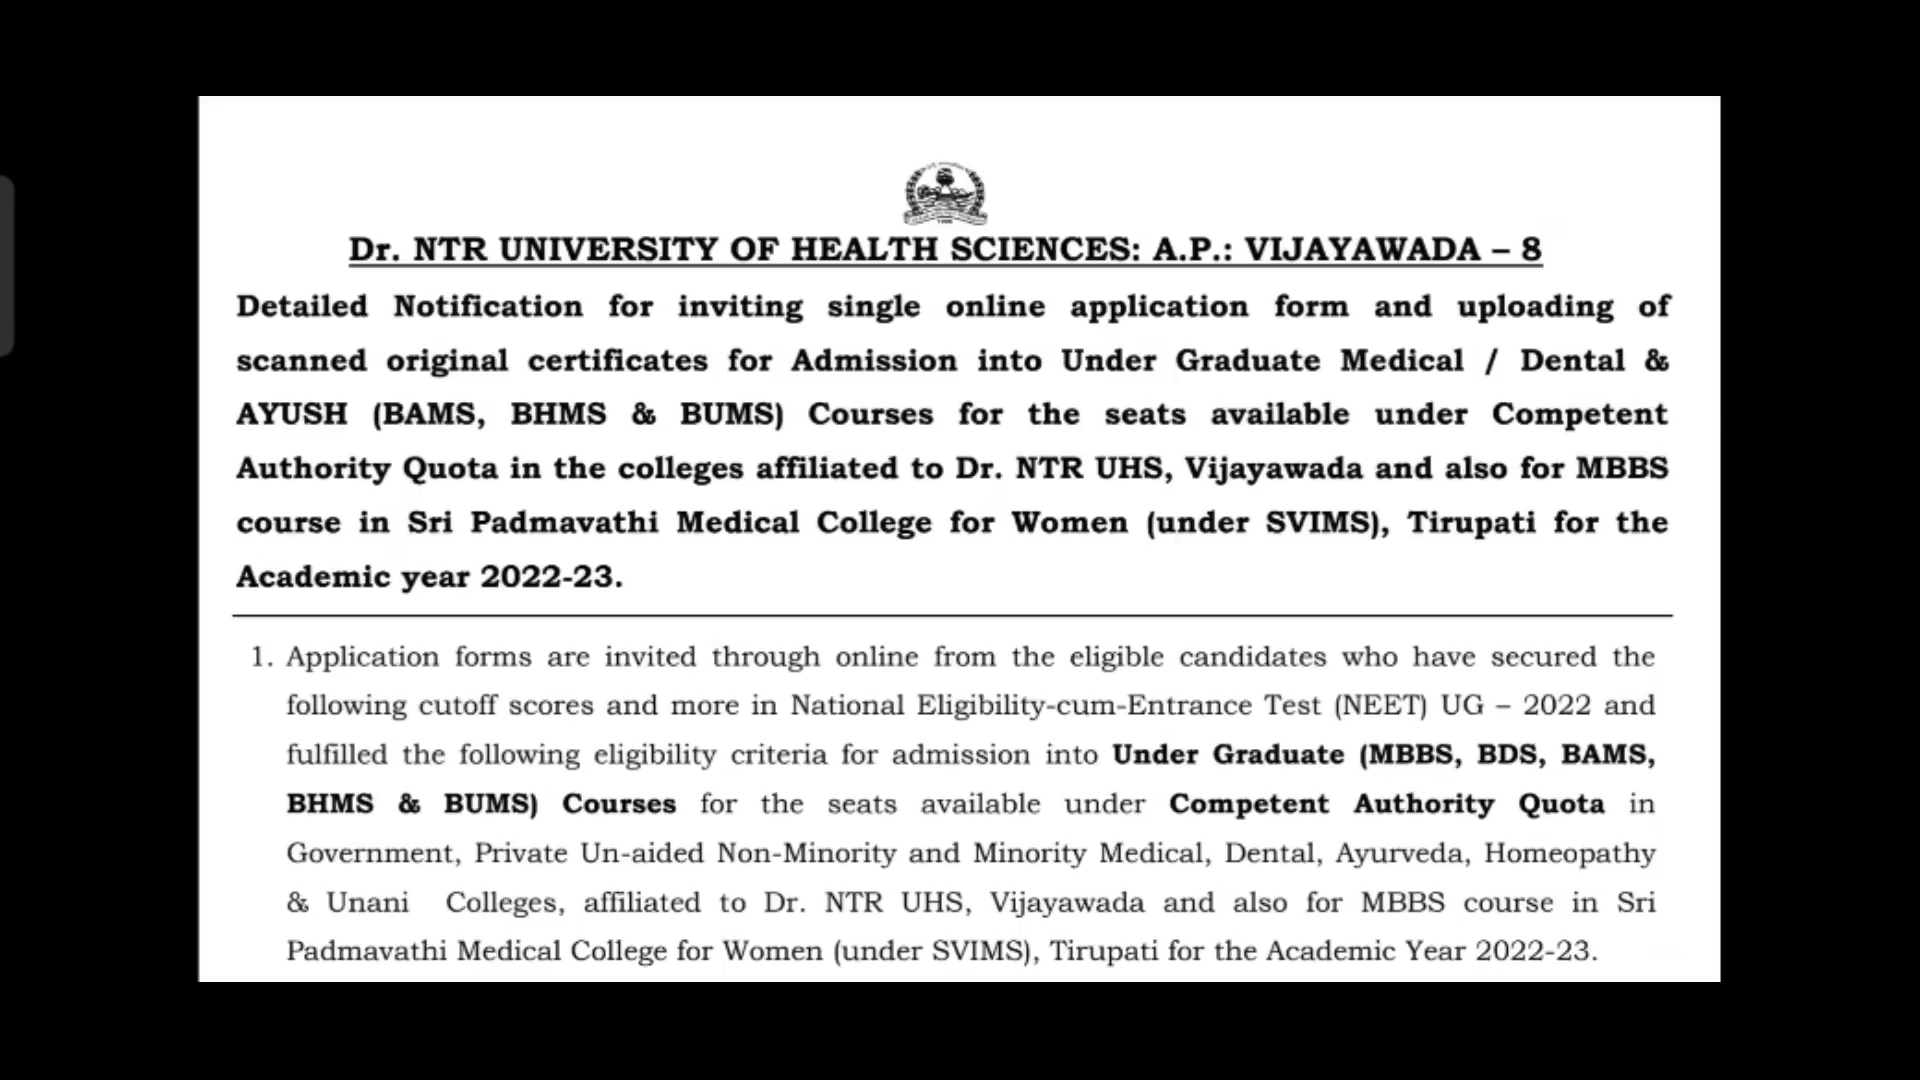 Dr. NTR UNIVERSITY OF HEALTH SCIENCES: A.P.: VIJAYAWADA – 8
Detailed Notification for inviting single online application form and uploading of
scanned original certificates for Admission into Under Graduate Medical / Dental &
AYUSH (BAMS, BHMS & BUMS) Courses for the seats available under Competent
Authority Quota in the colleges affiliated to Dr. NTR UHS, Vijayawada and also for MBBS
course in Sri Padmavathi Medical College for Women (under SVIMS), Tirupati for the
Academic year 2022-23.
1. Application forms are invited through online from the eligible candidates who have secured the
following cutoff scores and more in National Eligibility-cum-Entrance Test (NEET) UG – 2022 and
fulfilled the following eligibility criteria for admission into Under Graduate (MBBS, BDS, BAMS,
BHMS & BUMS) Courses for the seats available under Competent Authority Quota in
Government, Private Un-aided Non-Minority and Minority Medical, Dental, Ayurveda, Homeopathy
& Unani Colleges, affiliated to Dr. NTR UHS, Vijayawada and also for MBBS course in Sri
Padmavathi Medical College for Women (under SVIMS), Tirupati for the Academic Year 2022-23.